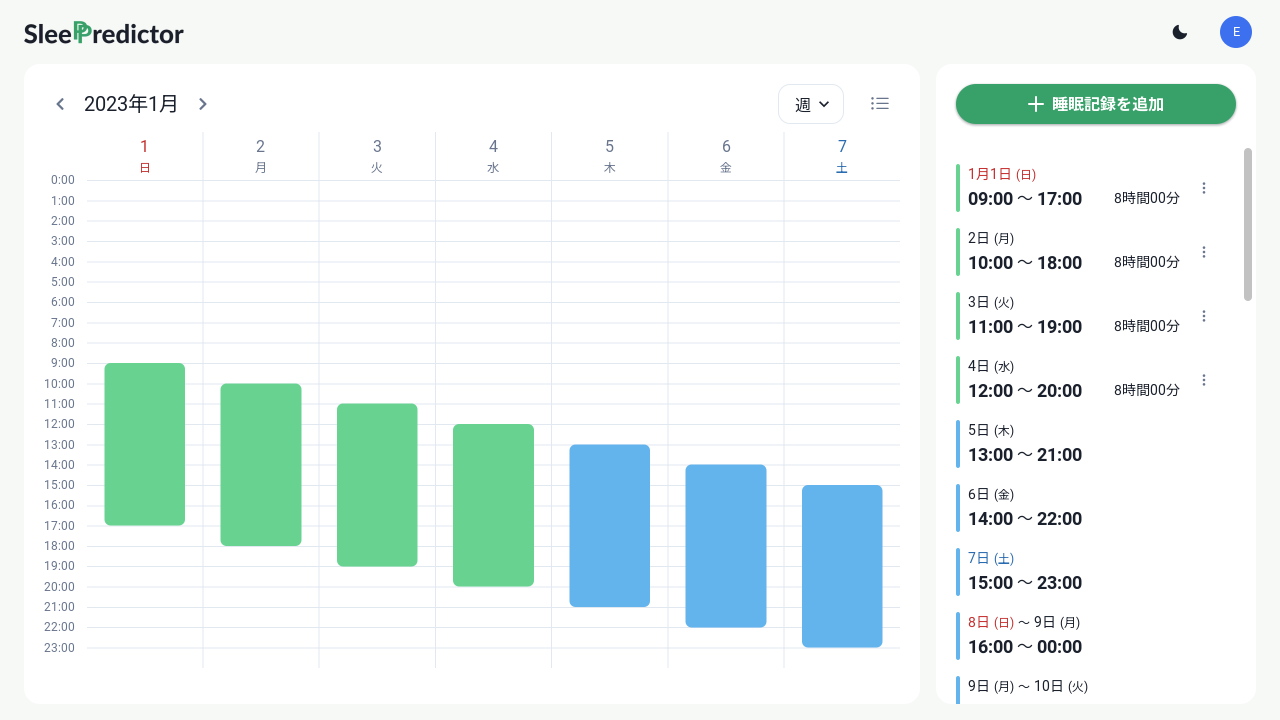 SleePredictor
E
2023年1月
週
1 2 3 4 5 6 7
日 月 火 水 木 金 土
0:00
1:00
2:00
3:00
4:00
5:00
6:00
7:00
8:00
9:00
10:00
11:00
12:00
13:00
14:00
15:00
16:00
17:00
18:00
19:00
20:00
21:00
22:00
23:00
睡眠記録を追加
1月1日 (日)
09:00 〜 17:00 8時間00分
2日 (月)
10:00 〜 18:00 8時間00分
3日 (火)
11:00 〜 19:00 8時間00分
4日 (水)
12:00 〜 20:00 8時間00分
5日 (木)
13:00 〜 21:00
6日 (金)
14:00 〜 22:00
7日 (土)
15:00 〜 23:00
8日 (日) 〜 9日 (月)
16:00 〜 00:00
9日 (月) 〜 10日 (火)